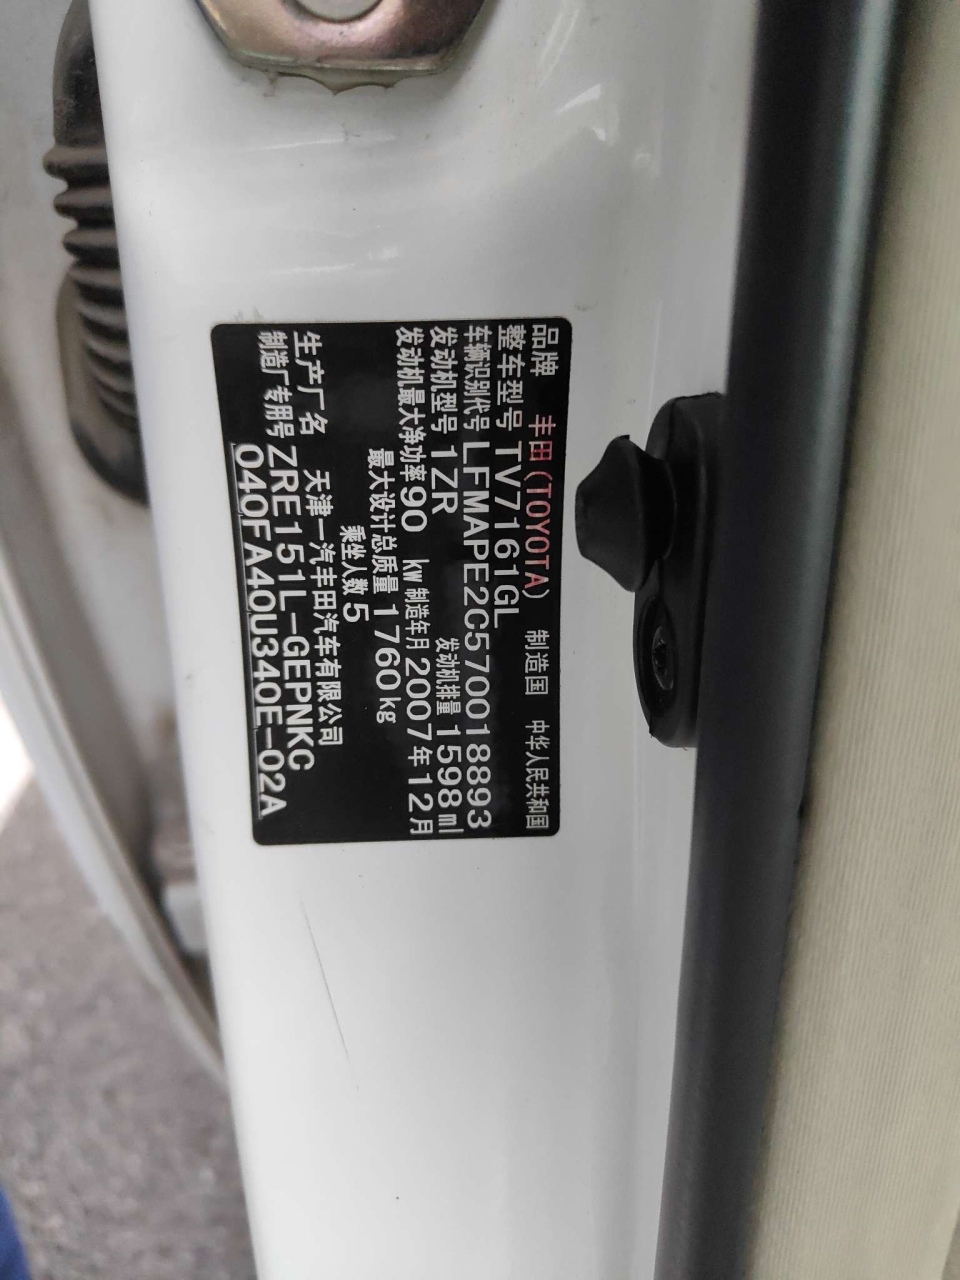 品牌 丰田(TOYOTA) 制造国 中华人民共和国
整车型号 TV7161GL
车辆识别代号 LFMAPE2C570018893
发动机型号 1ZR 发动机排量 1598ml
发动机最大净功率 90 kw 制造年月 2007年12月
最大设计总质量 1760kg
乘坐人数 5
生产厂名 天津一汽丰田汽车有限公司
制造厂专用号 ZRE151L-GEPNKC
040FA40U340E-02A